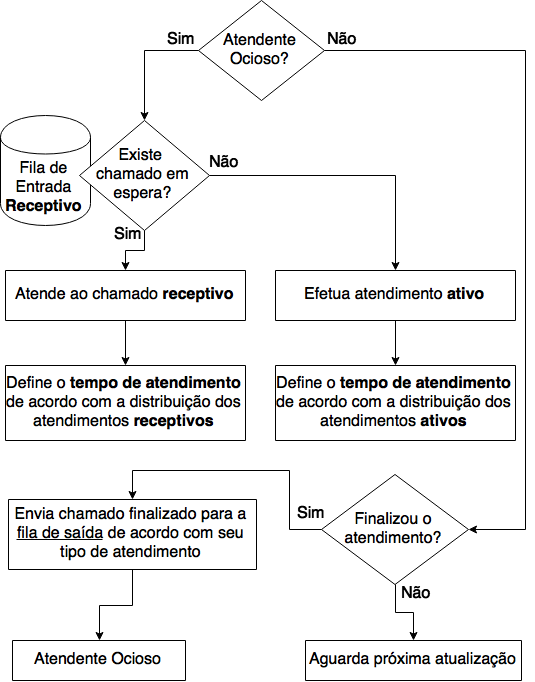 Sim
Atendente
Ocioso?
Não
Fila de
Entrada
Receptivo
Existe
chamado em
espera?
Não
Sim
Atende ao chamado receptivo
Efetua atendimento ativo
Define o tempo de atendimento
de acordo com a distribuição dos
atendimentos receptivos
Define o tempo de atendimento
de acordo com a distribuição dos
atendimentos ativos
Envia chamado finalizado para a
fila de saída de acordo com seu
tipo de atendimento
Sim
Finalizou o
atendimento?
Não
Atendente Ocioso
Aguarda próxima atualização